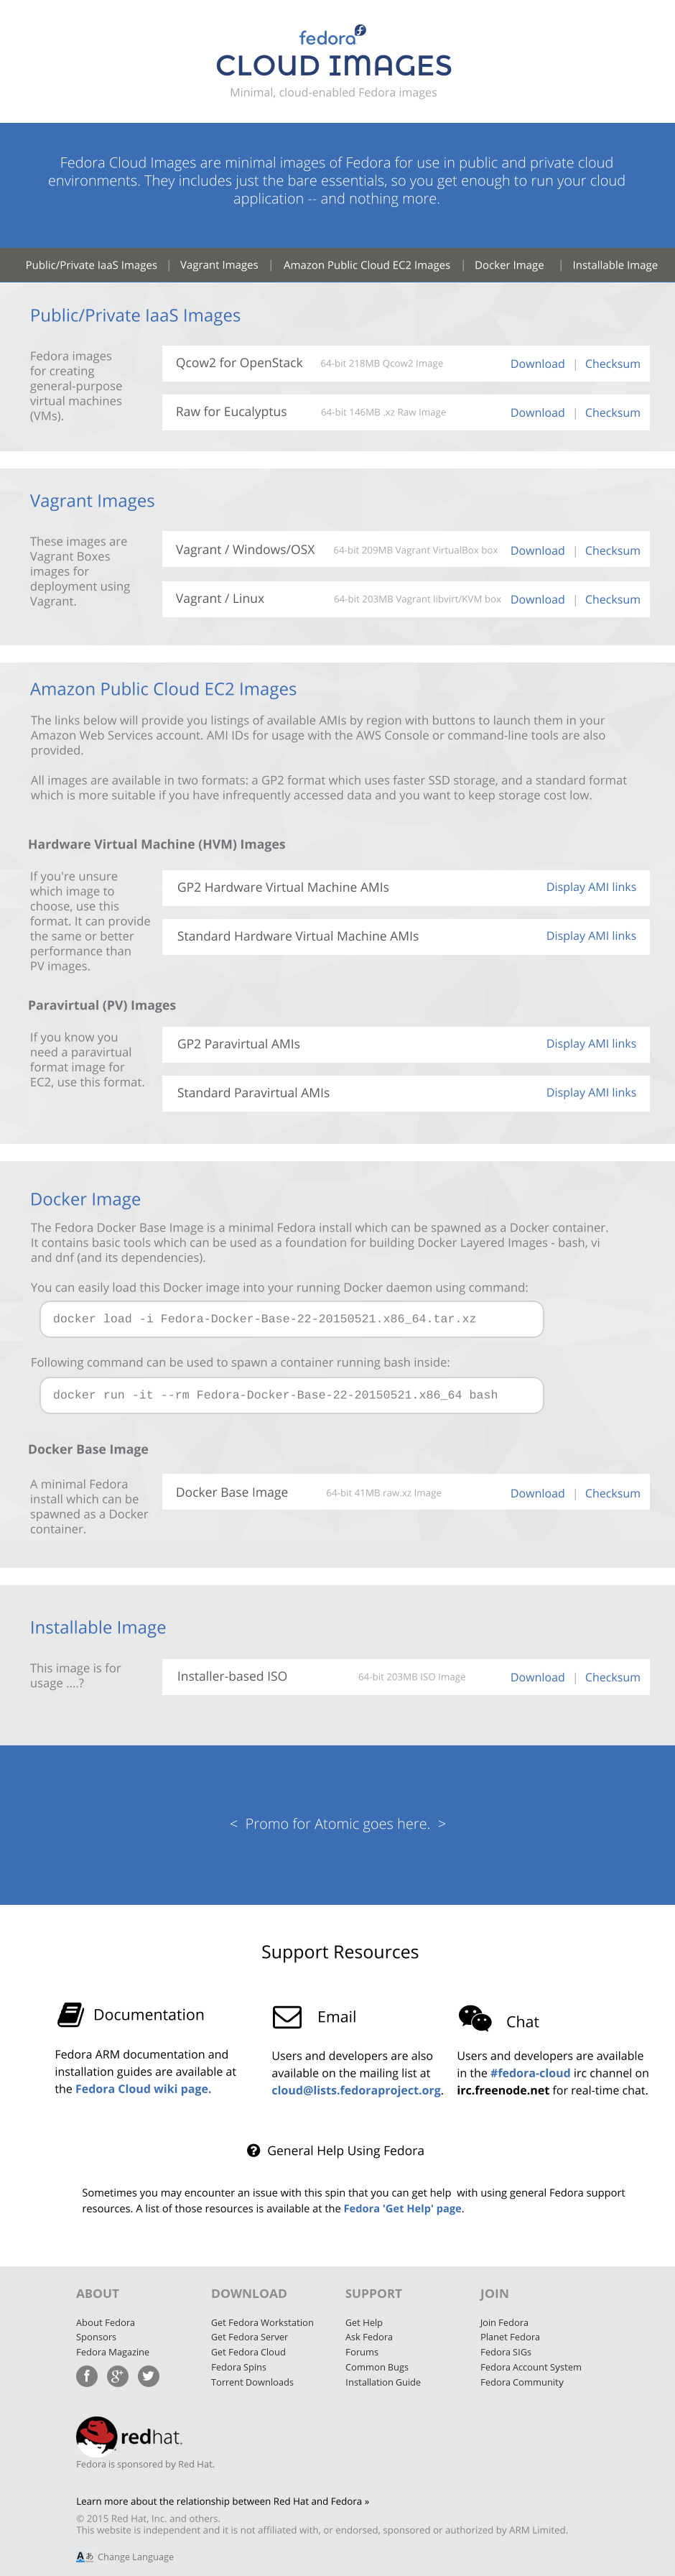 fedora
CLOUD IMAGES
Minimal, cloud-enabled Fedora images
Fedora Cloud Images are minimal images of Fedora for use in public and private cloud
environments. They includes just the bare essentials, so you get enough to run your cloud
application -- and nothing more.
Public/Private IaaS Images | Vagrant Images | Amazon Public Cloud EC2 Images | Docker Image | Installable Image
Public/Private IaaS Images
Fedora images
for creating
general-purpose
virtual machines
(VMs).
Qcow2 for OpenStack 64-bit 218MB Qcow2 Image Download | Checksum
Raw for Eucalyptus 64-bit 146MB .xz Raw Image Download | Checksum
Vagrant Images
These images are
Vagrant Boxes
images for
deployment using
Vagrant.
Vagrant / Windows/OSX 64-bit 209MB Vagrant VirtualBox box Download | Checksum
Vagrant / Linux 64-bit 203MB Vagrant libvirt/KVM box Download | Checksum
Amazon Public Cloud EC2 Images
The links below will provide you listings of available AMIs by region with buttons to launch them in your
Amazon Web Services account. AMI IDs for usage with the AWS Console or command-line tools are also
provided.
All images are available in two formats: a GP2 format which uses faster SSD storage, and a standard format
which is more suitable if you have infrequently accessed data and you want to keep storage cost low.
Hardware Virtual Machine (HVM) Images
If you're unsure
which image to
choose, use this
format. It can provide
the same or better
performance than
PV images.
GP2 Hardware Virtual Machine AMIs Display AMI links
Standard Hardware Virtual Machine AMIs Display AMI links
Paravirtual (PV) Images
If you know you
need a paravirtual
format image for
EC2, use this format.
GP2 Paravirtual AMIs Display AMI links
Standard Paravirtual AMIs Display AMI links
Docker Image
The Fedora Docker Base Image is a minimal Fedora install which can be spawned as a Docker container.
It contains basic tools which can be used as a foundation for building Docker Layered Images - bash, vi
and dnf (and its dependencies).
You can easily load this Docker image into your running Docker daemon using command:
docker load -i Fedora-Docker-Base-22-20150521.x86_64.tar.xz
Following command can be used to spawn a container running bash inside:
docker run -it --rm Fedora-Docker-Base-22-20150521.x86_64 bash
Docker Base Image
A minimal Fedora
install which can be
spawned as a Docker
container.
Docker Base Image 64-bit 41MB raw.xz Image Download | Checksum
Installable Image
This image is for
usage ....?
Installer-based ISO 64-bit 203MB ISO Image Download | Checksum
< Promo for Atomic goes here. >
Support Resources
Documentation
Fedora ARM documentation and
installation guides are available at
the Fedora Cloud wiki page.
Email
Users and developers are also
available on the mailing list at
cloud@lists.fedoraproject.org.
Chat
Users and developers are available
in the #fedora-cloud irc channel on
irc.freenode.net for real-time chat.
General Help Using Fedora
Sometimes you may encounter an issue with this spin that you can get help with using general Fedora support
resources. A list of those resources is available at the Fedora 'Get Help' page.
ABOUT
About Fedora
Sponsors
Fedora Magazine
DOWNLOAD
Get Fedora Workstation
Get Fedora Server
Get Fedora Cloud
Fedora Spins
Torrent Downloads
SUPPORT
Get Help
Ask Fedora
Forums
Common Bugs
Installation Guide
JOIN
Join Fedora
Planet Fedora
Fedora SIGs
Fedora Account System
Fedora Community
redhat.
Fedora is sponsored by Red Hat.
Learn more about the relationship between Red Hat and Fedora »
© 2015 Red Hat, Inc. and others.
This website is independent and it is not affiliated with, or endorsed, sponsored or authorized by ARM Limited.
Change Language